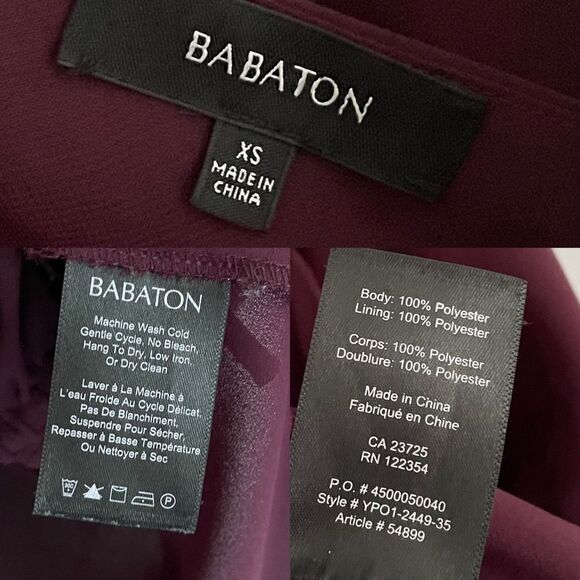 BABATON
XS
MADE IN
CHINA
BABATON
Machine Wash Cold
Gentle Cycle, No Bleach,
Hang To Dry, Low Iron,
Or Dry Clean
Laver à La Machine à
L'eau Froide Au Cycle Délicat.
Pas De Blanchiment,
Suspendre Pour Sécher,
Repasser à Basse Température
Ou Nettoyer à Sec
P
Body: 100% Polyester
Lining: 100% Polyester
Corps: 100% Polyester
Doublure: 100% Polyester
Made in China
Fabriqué en Chine
CA 23725
RN 122354
P.O. # 4500050040
Style # YPO1-2449-35
Article # 54899